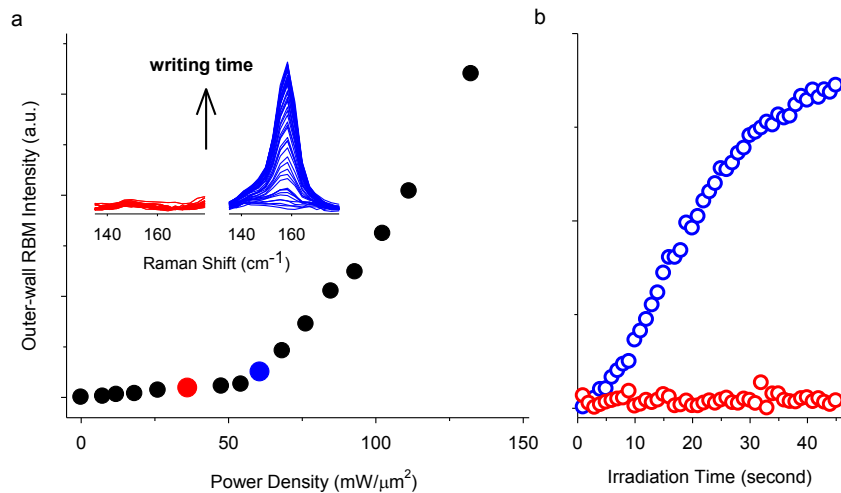 a
b
writing time
140 160
140 160
Raman Shift (cm-1)
Outer-wall RBM Intensity (a.u.)
0 50 100 150
Power Density (mW/μm2)
0 10 20 30 40
Irradiation Time (second)